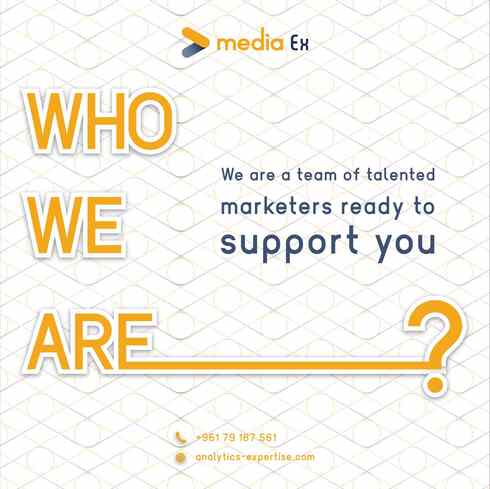 media Ex
WHO
WE
ARE?
We are a team of talented
marketers ready to
support you
+961 79 187 561
analytics-expertise.com